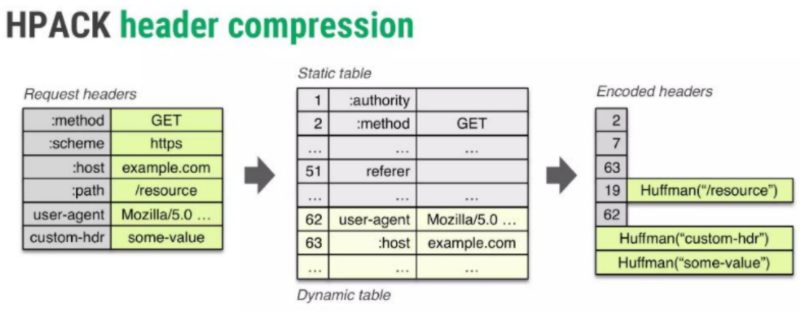 HPACK header compression
Request headers
:method GET
:scheme https
:host example.com
:path /resource
user-agent Mozilla/5.0 ...
custom-hdr some-value
Static table
1 :authority
2 :method GET
... ... ...
51 referer
... ... ...
62 user-agent Mozilla/5.0 ...
63 :host example.com
... ... ...
Dynamic table
Encoded headers
2
7
63
19 Huffman("/resource")
62
Huffman("custom-hdr")
Huffman("some-value")